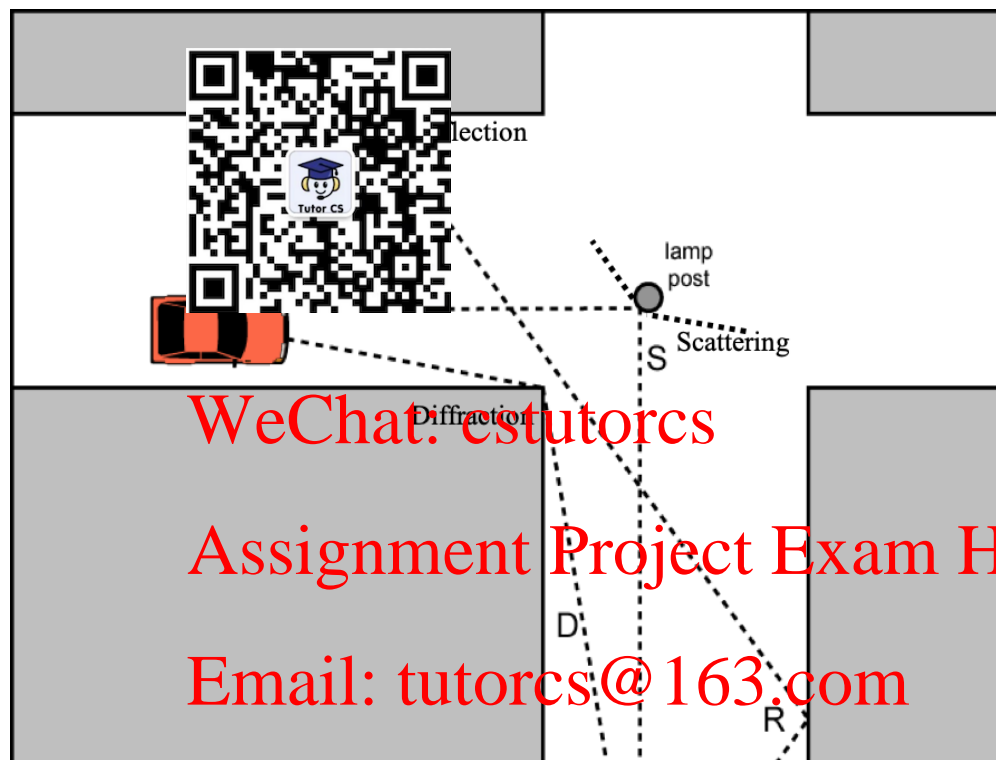 lection
Tutor CS
lamp
post
Scattering
S
Diffraction
WeChat: cstutorcs
Assignment Project Exam H
D
Email: tutorcs@163.com
R